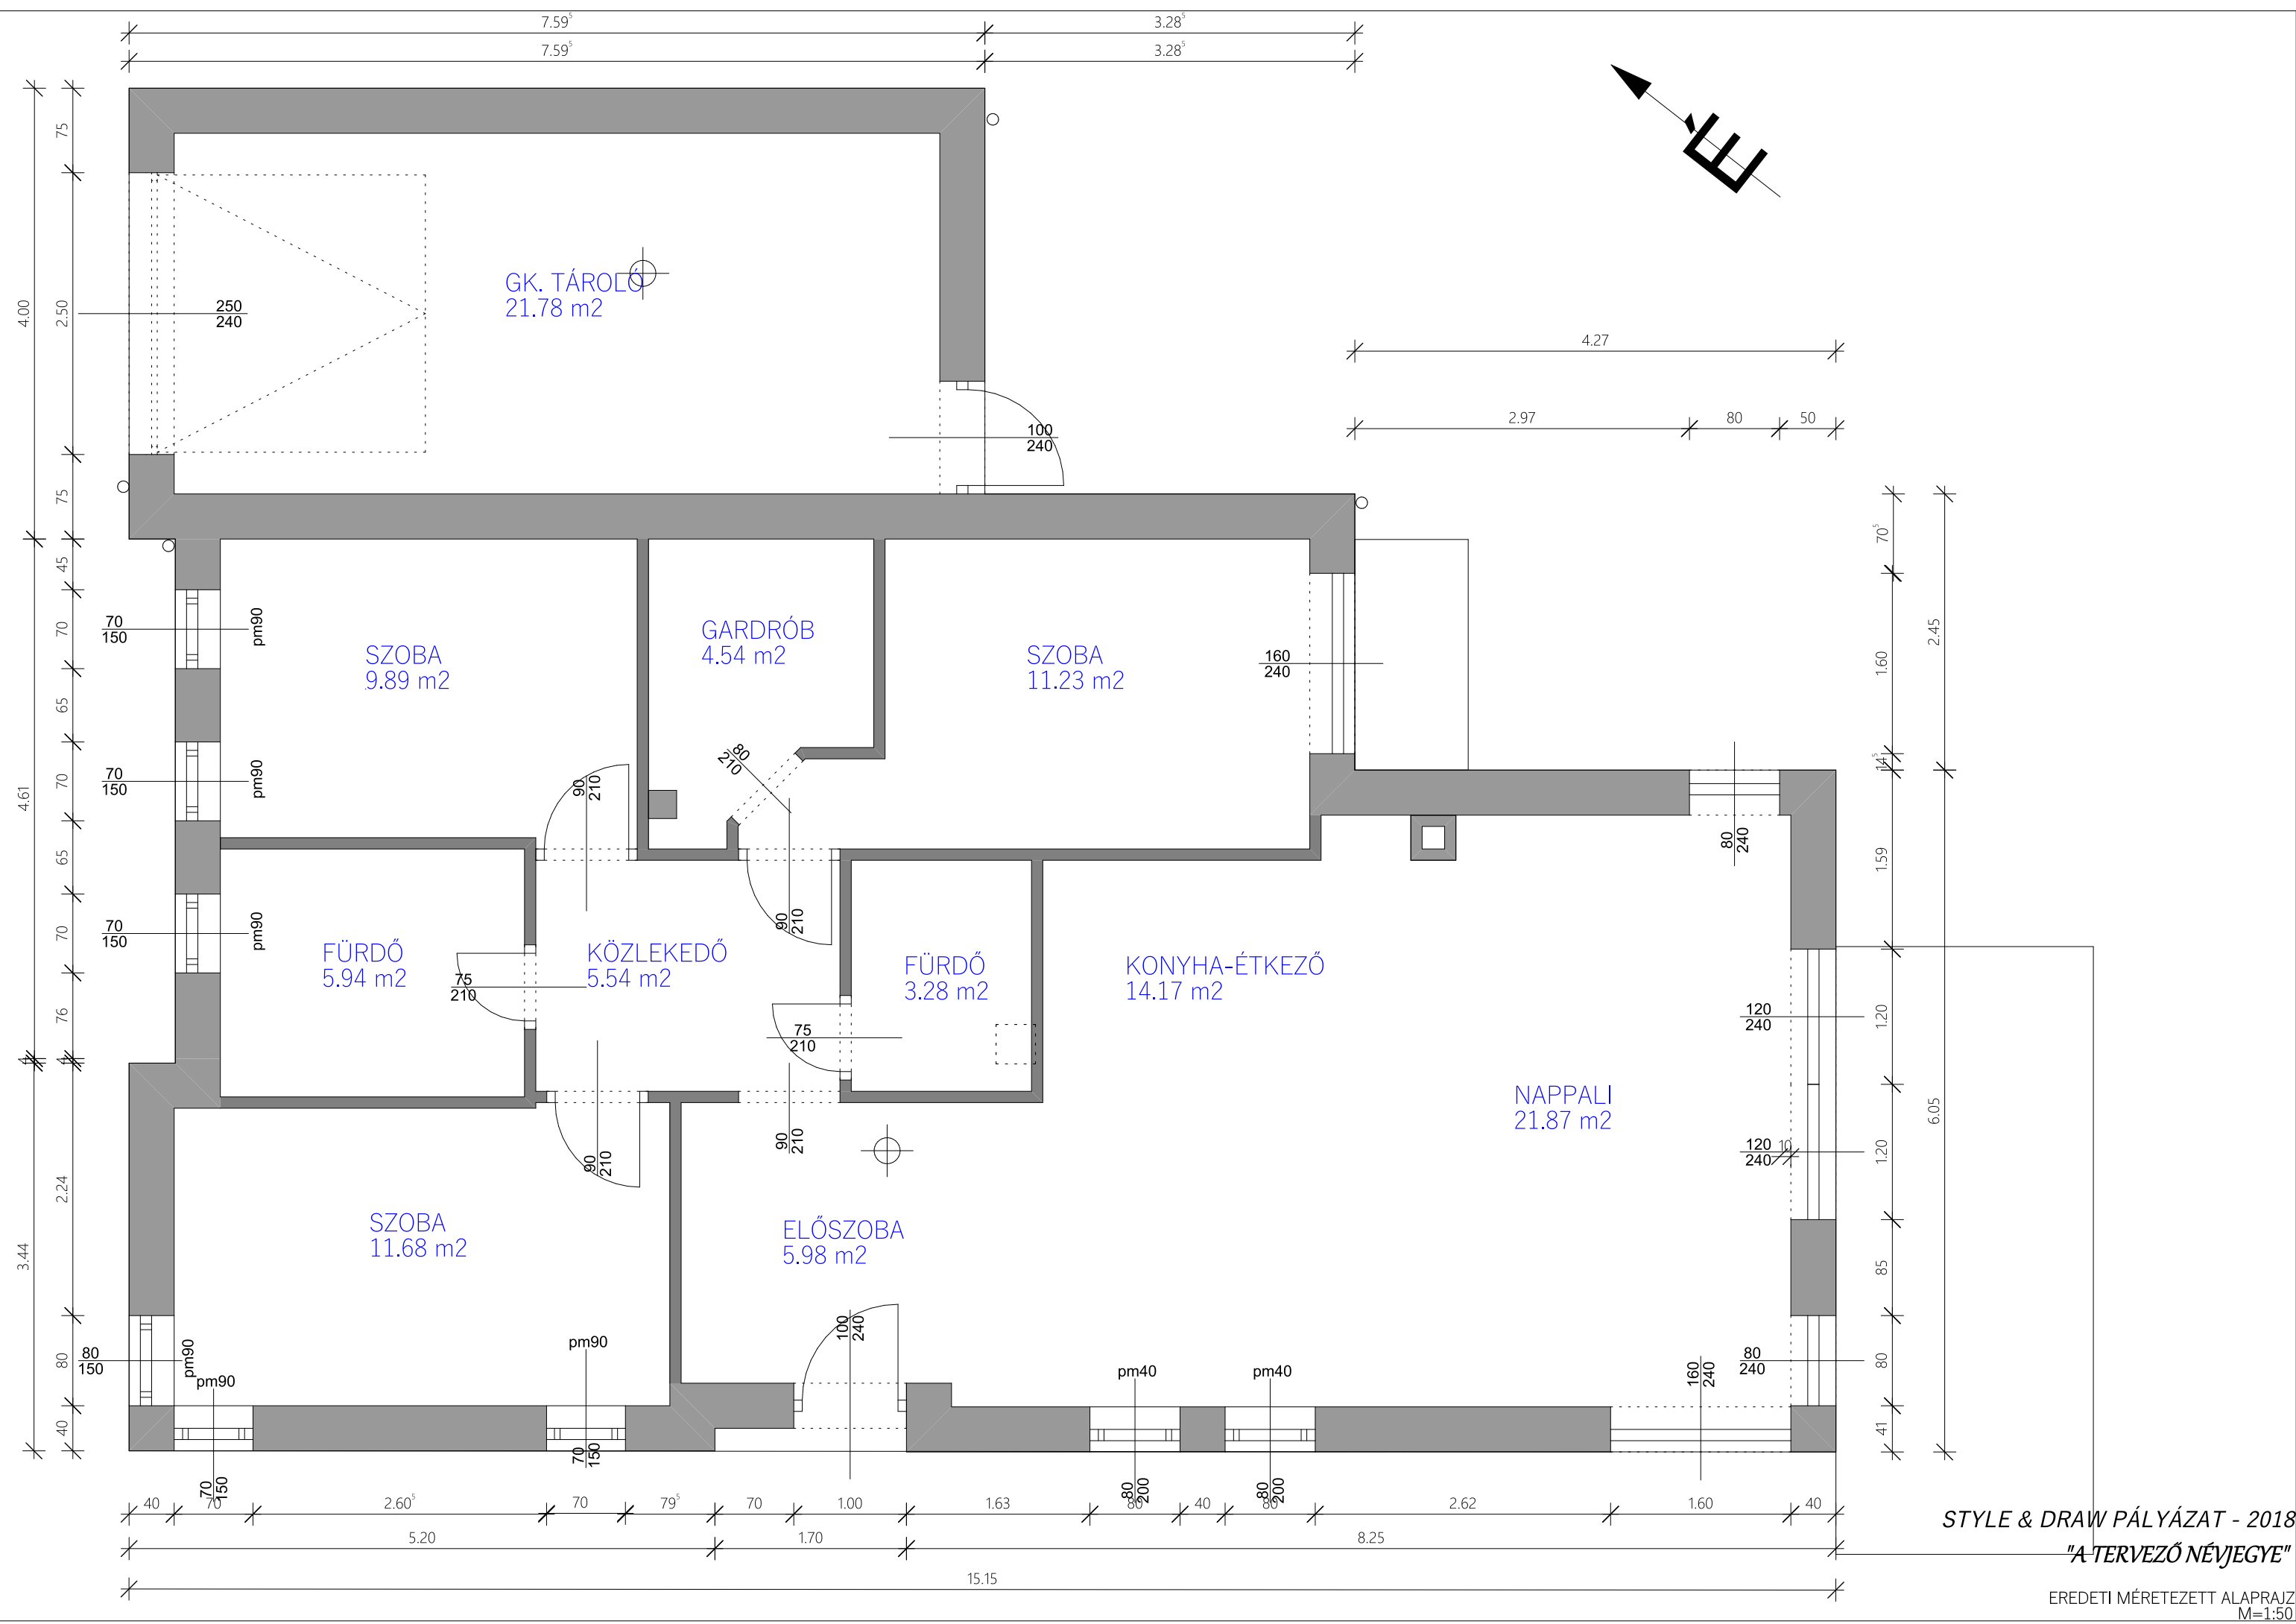 7.59⁵ 3.28⁵
7.59⁵ 3.28⁵
É
75
4.00
2.50
75
250
240
GK. TÁROLÓ
21.78 m2
100
240
4.27
2.97 80 50
45
70
65
70
65
70
76
4.61
70
150
pm90
70
150
pm90
70
150
pm90
SZOBA
9.89 m2
GARDRÓB
4.54 m2
SZOBA
11.23 m2
160
240
80
210
90
210
90
210
80
240
70⁵
1.60
14⁵
2.45
1.59
1.20
1.20
85
80
41
6.05
FÜRDŐ
5.94 m2
75
210
KÖZLEKEDŐ
5.54 m2
FÜRDŐ
3.28 m2
75
210
KONYHA-ÉTKEZŐ
14.17 m2
120
240
120
240
10
NAPPALI
21.87 m2
90
210
90
210
2.24
3.44
80
40
SZOBA
11.68 m2
ELŐSZOBA
5.98 m2
100
240
80
150
pm90
pm90
70
150
pm90
70
150
pm40
80
200
pm40
80
200
160
240
80
240
40 70 2.60⁵ 70 79⁵ 70 1.00 1.63 80 40 80 2.62 1.60 40
5.20 1.70 8.25
15.15
STYLE & DRAW PÁLYÁZAT - 2018
"A TERVEZŐ NÉVJEGYE"
EREDETI MÉRETEZETT ALAPRAJZ
M=1:50